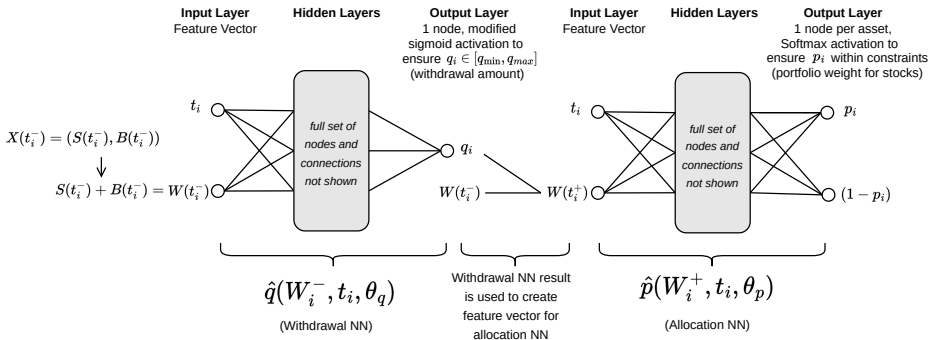 Input Layer
Feature Vector
Hidden Layers
Output Layer
1 node, modified
sigmoid activation to
ensure q_i ∈ [q_min, q_max]
(withdrawal amount)
Input Layer
Feature Vector
Hidden Layers
Output Layer
1 node per asset,
Softmax activation to
ensure p_i within constraints
(portfolio weight for stocks)
X(t_i^-) = (S(t_i^-), B(t_i^-))
S(t_i^-) + B(t_i^-) = W(t_i^-)
t_i
full set of
nodes and
connections
not shown
q_i
W(t_i^-)
W(t_i^+)
t_i
full set of
nodes and
connections
not shown
p_i
(1 − p_i)
q̂(W_i^-, t_i, θ_q)
(Withdrawal NN)
Withdrawal NN result
is used to create
feature vector for
allocation NN
p̂(W_i^+, t_i, θ_p)
(Allocation NN)